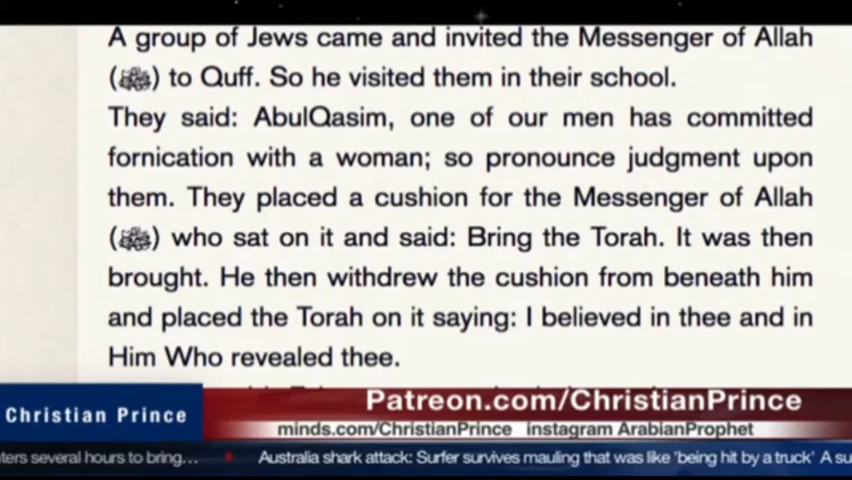 A group of Jews came and invited the Messenger of Allah
(ﷺ) to Quff. So he visited them in their school.
They said: AbulQasim, one of our men has committed
fornication with a woman; so pronounce judgment upon
them. They placed a cushion for the Messenger of Allah
(ﷺ) who sat on it and said: Bring the Torah. It was then
brought. He then withdrew the cushion from beneath him
and placed the Torah on it saying: I believed in thee and in
Him Who revealed thee.
Patreon.com/ChristianPrince
Christian Prince
minds.com/ChristianPrince instagram ArabianProphet
several hours to bring... Australia shark attack: Surfer survives mauling that was like 'being hit by a truck' A